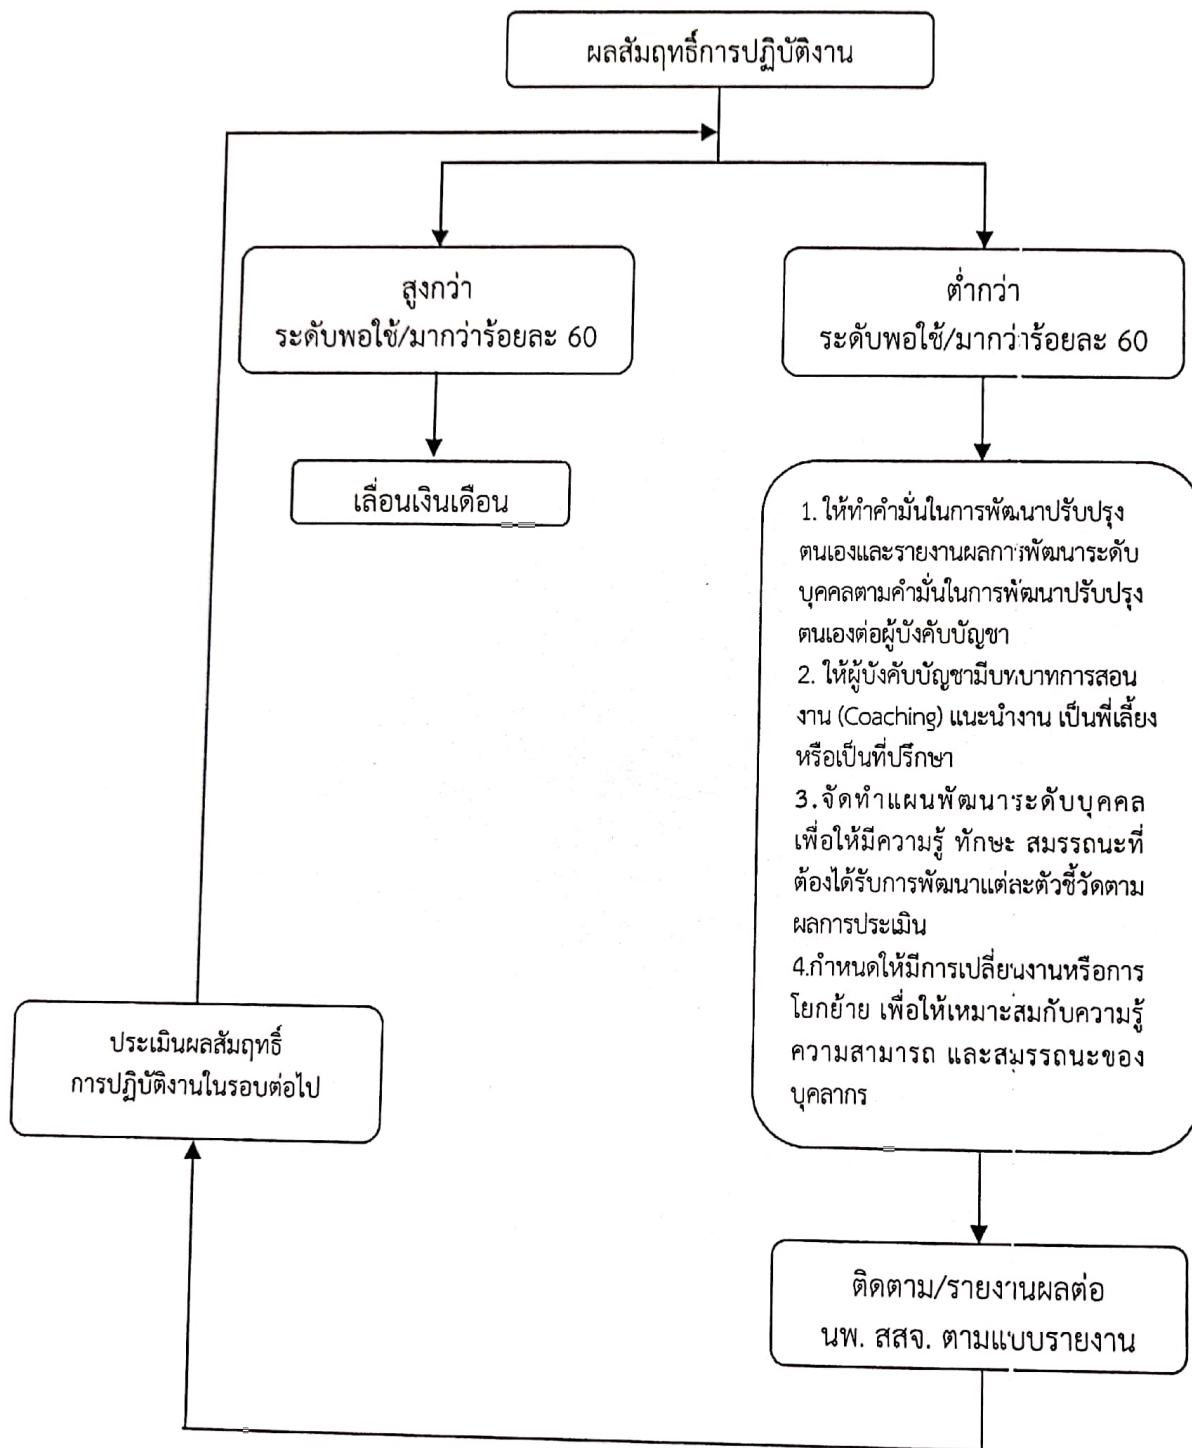 ผลสัมฤทธิ์การปฏิบัติงาน
สูงกว่า
ระดับพอใช้/มากว่าร้อยละ 60
ต่ำกว่า
ระดับพอใช้/มากว่าร้อยละ 60
เลื่อนเงินเดือน
1. ให้ทำคำมั่นในการพัฒนาปรับปรุง
ตนเองและรายงานผลการพัฒนาระดับ
บุคคลตามคำมั่นในการพัฒนาปรับปรุง
ตนเองต่อผู้บังคับบัญชา
2. ให้ผู้บังคับบัญชามีบทบาทการสอน
งาน (Coaching) แนะนำงาน เป็นพี่เลี้ยง
หรือเป็นที่ปรึกษา
3.จัดทำแผนพัฒนาระดับบุคคล
เพื่อให้มีความรู้ ทักษะ สมรรถนะที่
ต้องได้รับการพัฒนาแต่ละตัวชี้วัดตาม
ผลการประเมิน
4.กำหนดให้มีการเปลี่ยนงานหรือการ
โยกย้าย เพื่อให้เหมาะสมกับความรู้
ความสามารถ และสมรรถนะของ
บุคลากร
ประเมินผลสัมฤทธิ์
การปฏิบัติงานในรอบต่อไป
ติดตาม/รายงานผลต่อ
นพ. สสจ. ตามแบบรายงาน